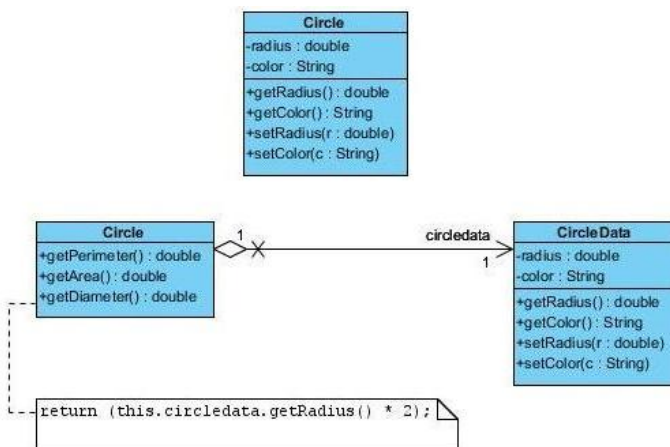 Circle
-radius : double
-color : String
+getRadius() : double
+getColor() : String
+setRadius(r : double)
+setColor(c : String)
Circle
+getPerimeter() : double
+getArea() : double
+getDiameter() : double
1
circledata
1
CircleData
-radius : double
-color : String
+getRadius() : double
+getColor() : String
+setRadius(r : double)
+setColor(c : String)
return (this.circledata.getRadius() * 2);